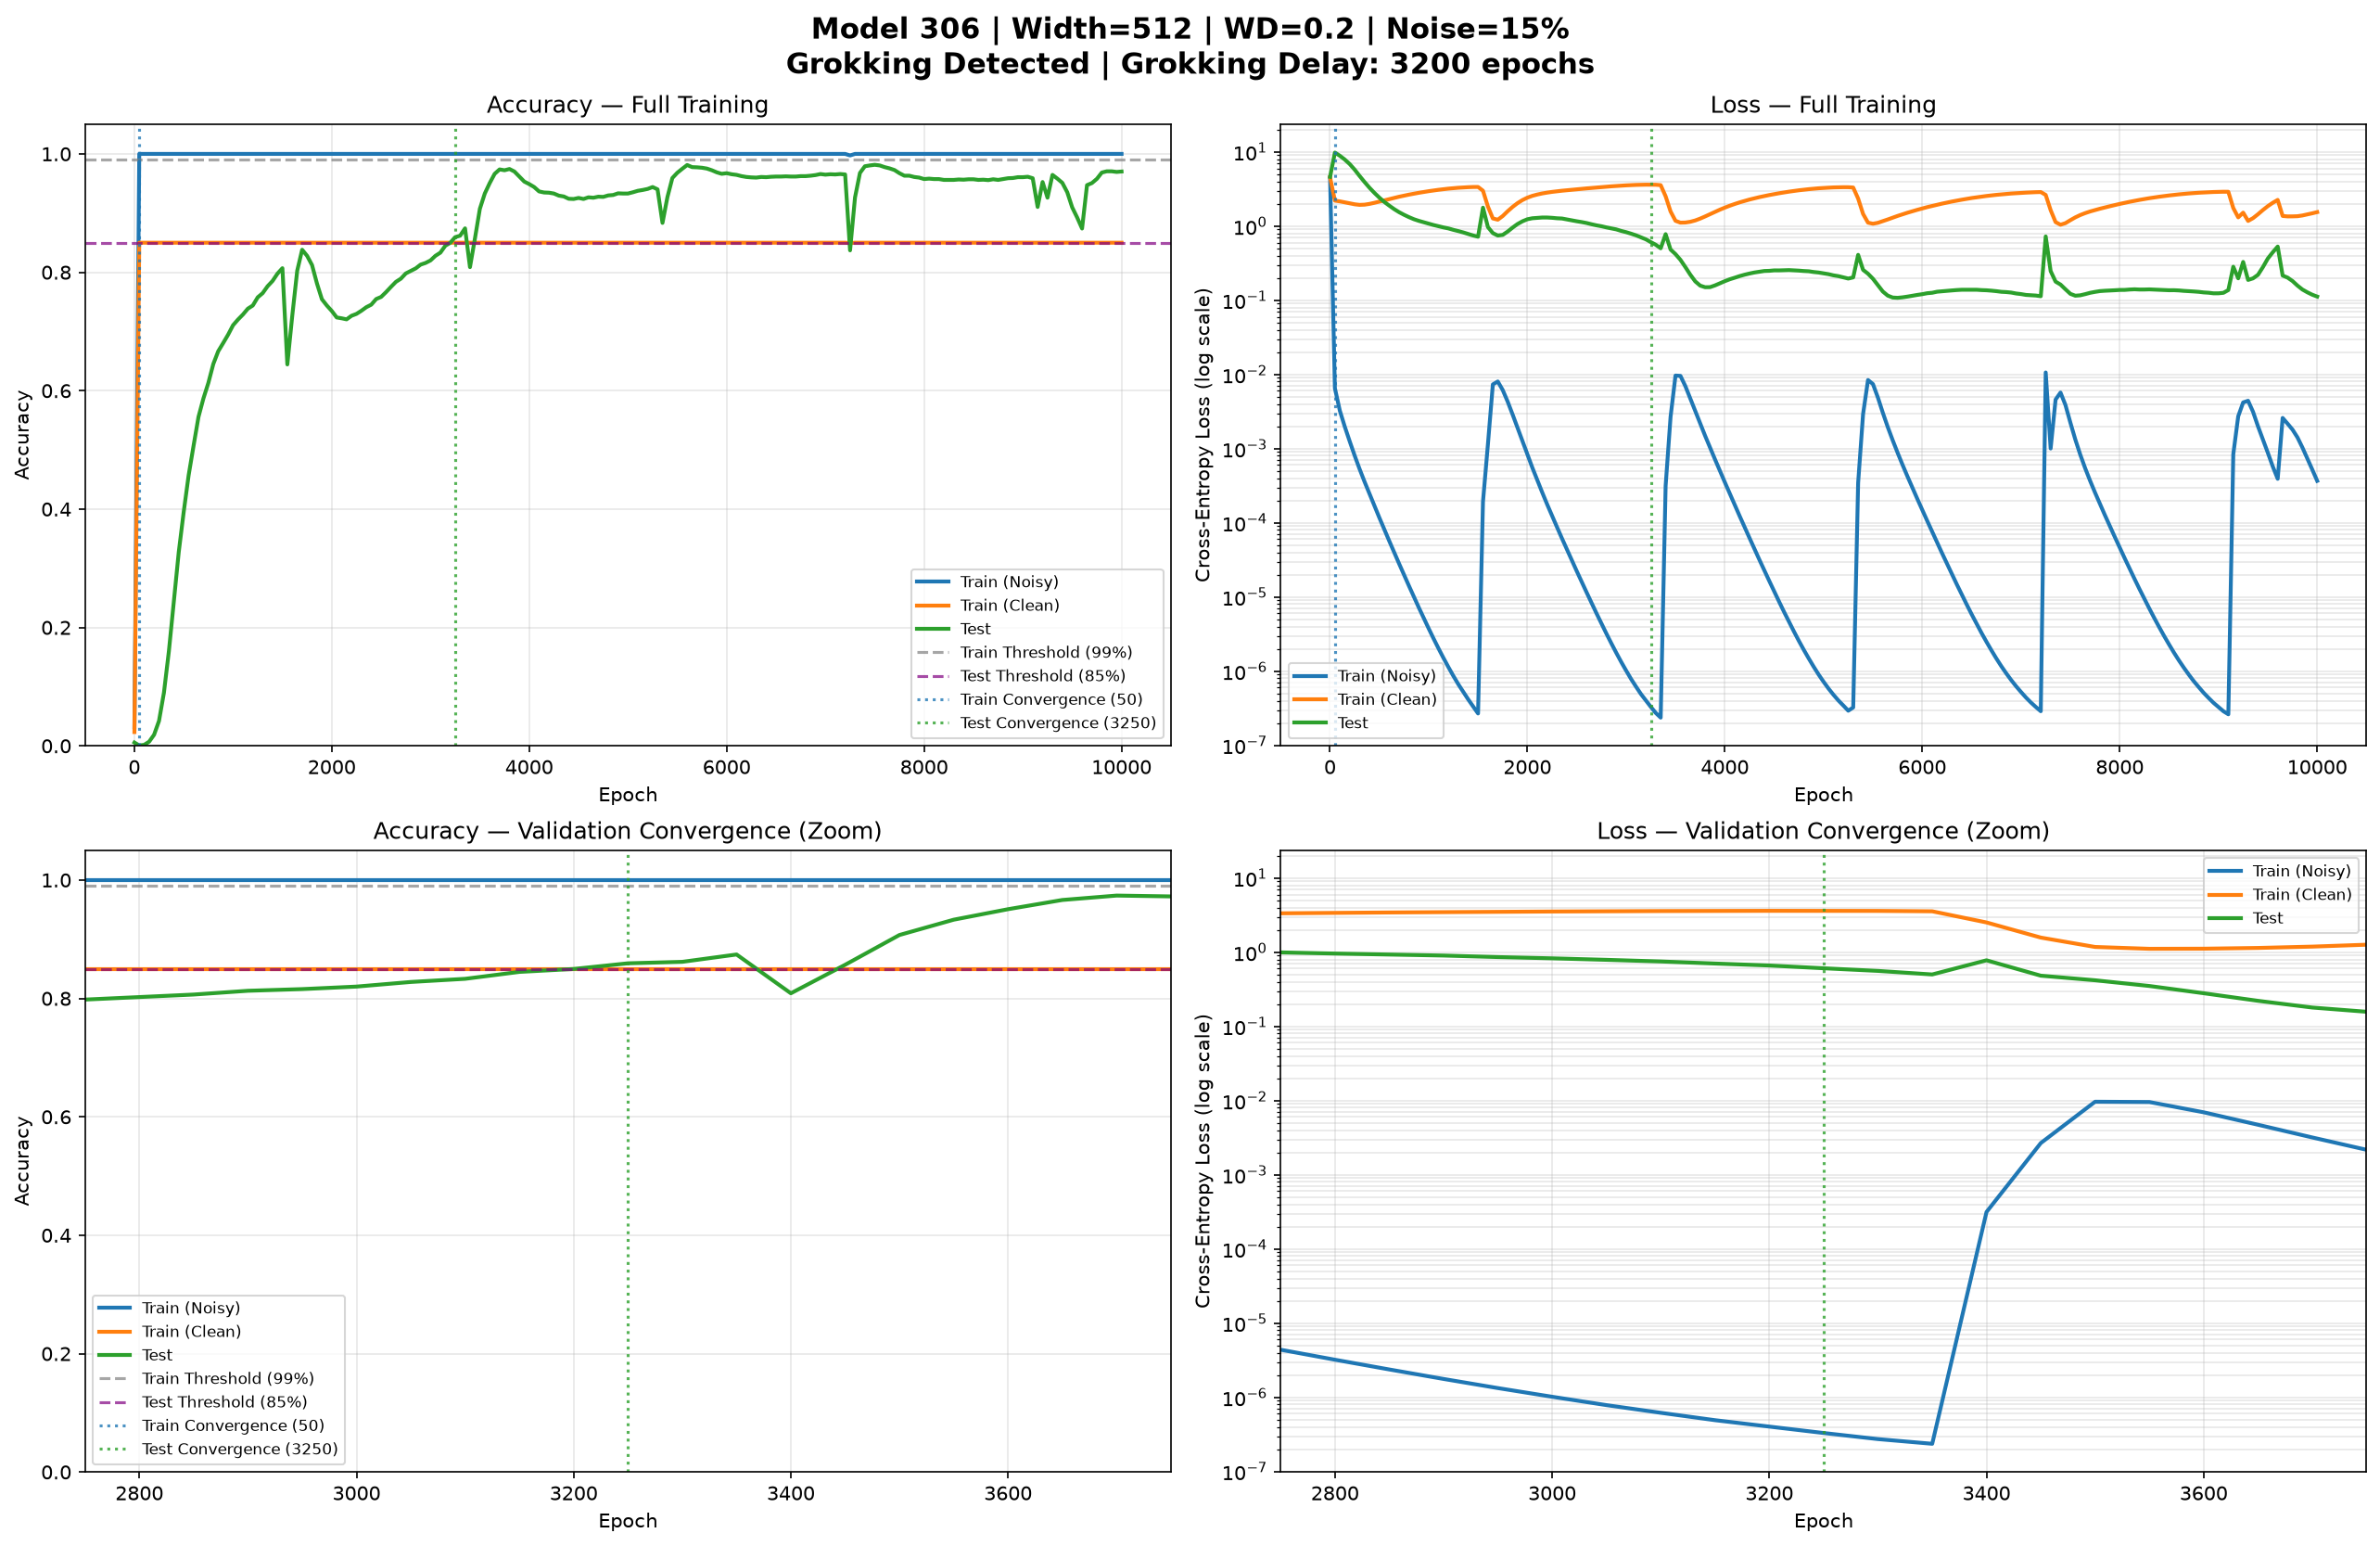 Model 306 | Width=512 | WD=0.2 | Noise=15%
Grokking Detected | Grokking Delay: 3200 epochs
Accuracy — Full Training
Accuracy
1.0
0.8
0.6
0.4
0.2
0.0
0 2000 4000 6000 8000 10000
Epoch
Train (Noisy)
Train (Clean)
Test
Train Threshold (99%)
Test Threshold (85%)
Train Convergence (50)
Test Convergence (3250)
Loss — Full Training
Cross-Entropy Loss (log scale)
10¹
10⁰
10⁻¹
10⁻²
10⁻³
10⁻⁴
10⁻⁵
10⁻⁶
10⁻⁷
0 2000 4000 6000 8000 10000
Epoch
Train (Noisy)
Train (Clean)
Test
Accuracy — Validation Convergence (Zoom)
Accuracy
1.0
0.8
0.6
0.4
0.2
0.0
2800 3000 3200 3400 3600
Epoch
Train (Noisy)
Train (Clean)
Test
Train Threshold (99%)
Test Threshold (85%)
Train Convergence (50)
Test Convergence (3250)
Loss — Validation Convergence (Zoom)
Cross-Entropy Loss (log scale)
10¹
10⁰
10⁻¹
10⁻²
10⁻³
10⁻⁴
10⁻⁵
10⁻⁶
10⁻⁷
2800 3000 3200 3400 3600
Epoch
Train (Noisy)
Train (Clean)
Test